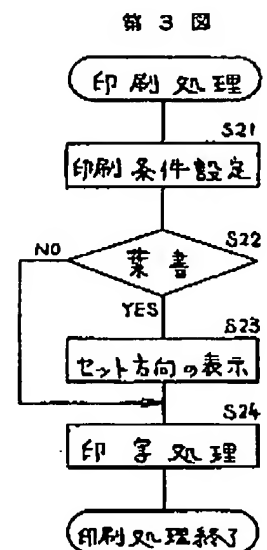 第 3 図
印刷処理
S21
印刷条件設定
S22
NO
葉書
YES
S23
セット方向の表示
S24
印字処理
印刷処理終了